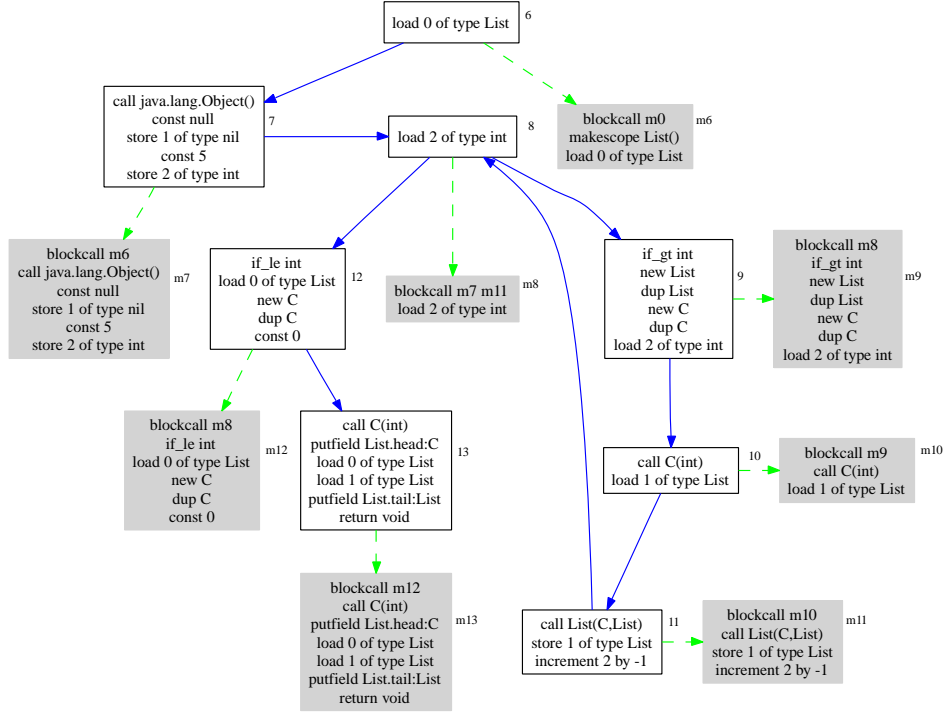 load 0 of type List
6
call java.lang.Object()
const null
store 1 of type nil
const 5
store 2 of type int
7
load 2 of type int
8
blockcall m0
makescope List()
load 0 of type List
m6
blockcall m6
call java.lang.Object()
const null
store 1 of type nil
const 5
store 2 of type int
m7
if_le int
load 0 of type List
new C
dup C
const 0
12
blockcall m7 m11
load 2 of type int
m8
if_gt int
new List
dup List
new C
dup C
load 2 of type int
9
blockcall m8
if_gt int
new List
dup List
new C
dup C
load 2 of type int
m9
blockcall m8
if_le int
load 0 of type List
new C
dup C
const 0
m12
call C(int)
putfield List.head:C
load 0 of type List
load 1 of type List
putfield List.tail:List
return void
13
call C(int)
load 1 of type List
10
blockcall m9
call C(int)
load 1 of type List
m10
blockcall m12
call C(int)
putfield List.head:C
load 0 of type List
load 1 of type List
putfield List.tail:List
return void
m13
call List(C,List)
store 1 of type List
increment 2 by -1
11
blockcall m10
call List(C,List)
store 1 of type List
increment 2 by -1
m11